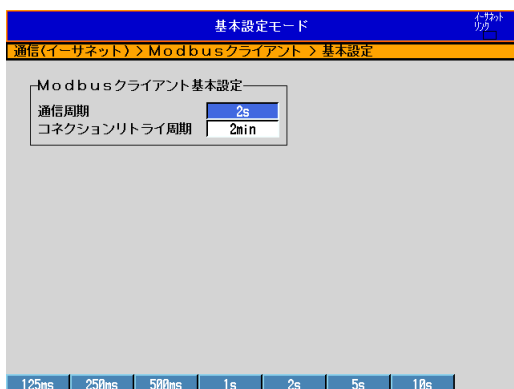 基本設定モード
イーサネット
リンク
通信(イーサネット) > Modbusクライアント > 基本設定
Modbusクライアント基本設定
通信周期 2s
コネクションリトライ周期 2min
125ms 250ms 500ms 1s 2s 5s 10s